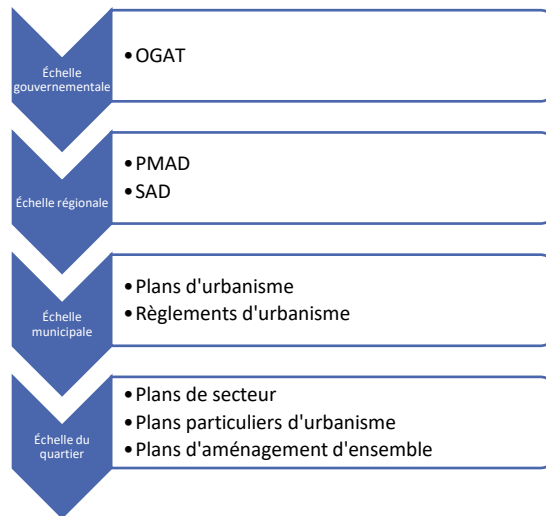 Échelle
gouvernementale
•OGAT
Échelle régionale
•PMAD
•SAD
Échelle
municipale
•Plans d'urbanisme
•Règlements d'urbanisme
Échelle du
quartier
•Plans de secteur
•Plans particuliers d'urbanisme
•Plans d'aménagement d'ensemble